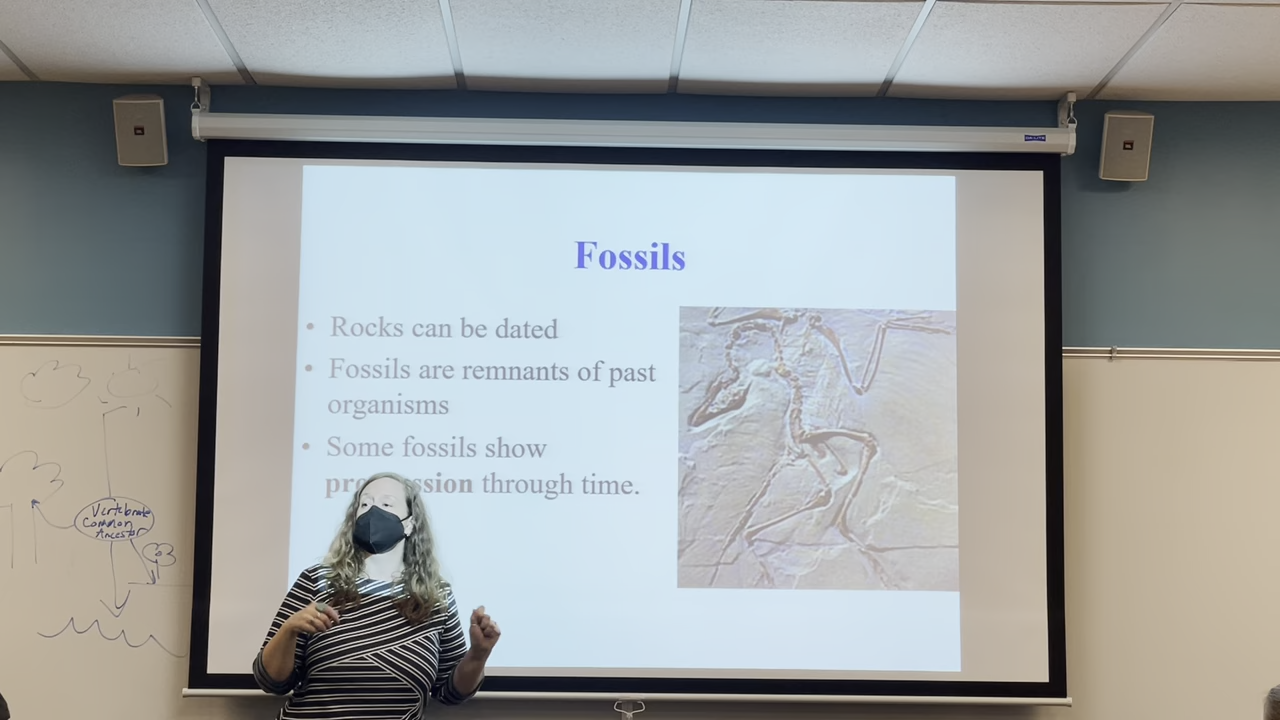 Fossils
• Rocks can be dated
• Fossils are remnants of past
organisms
• Some fossils show
through time.
Vertebrate
Common
Ancestor